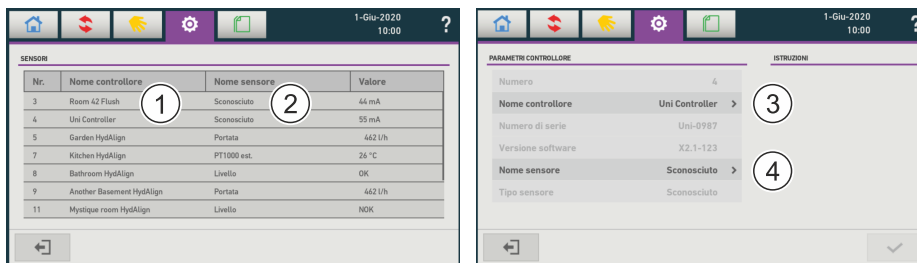 1-Giu-2020
10:00
?
SENSORI
Nr. Nome controllore Nome sensore Valore
3 Room 42 Flush Sconosciuto 44 mA
4 Uni Controller Sconosciuto 55 mA
5 Garden HydAlign Portata 462 l/h
7 Kitchen HydAlign PT1000 est. 26 °C
8 Bathroom HydAlign Livello OK
9 Another Basement HydAlign Portata 462 l/h
11 Mystique room HydAlign Livello NOK
1
2
1-Giu-2020
10:00
?
PARAMETRI CONTROLLORE
ISTRUZIONI
Numero 4
Nome controllore Uni Controller >
Numero di serie Uni-0987
Versione software X2.1-123
Nome sensore Sconosciuto >
Tipo sensore Sconosciuto
3
4